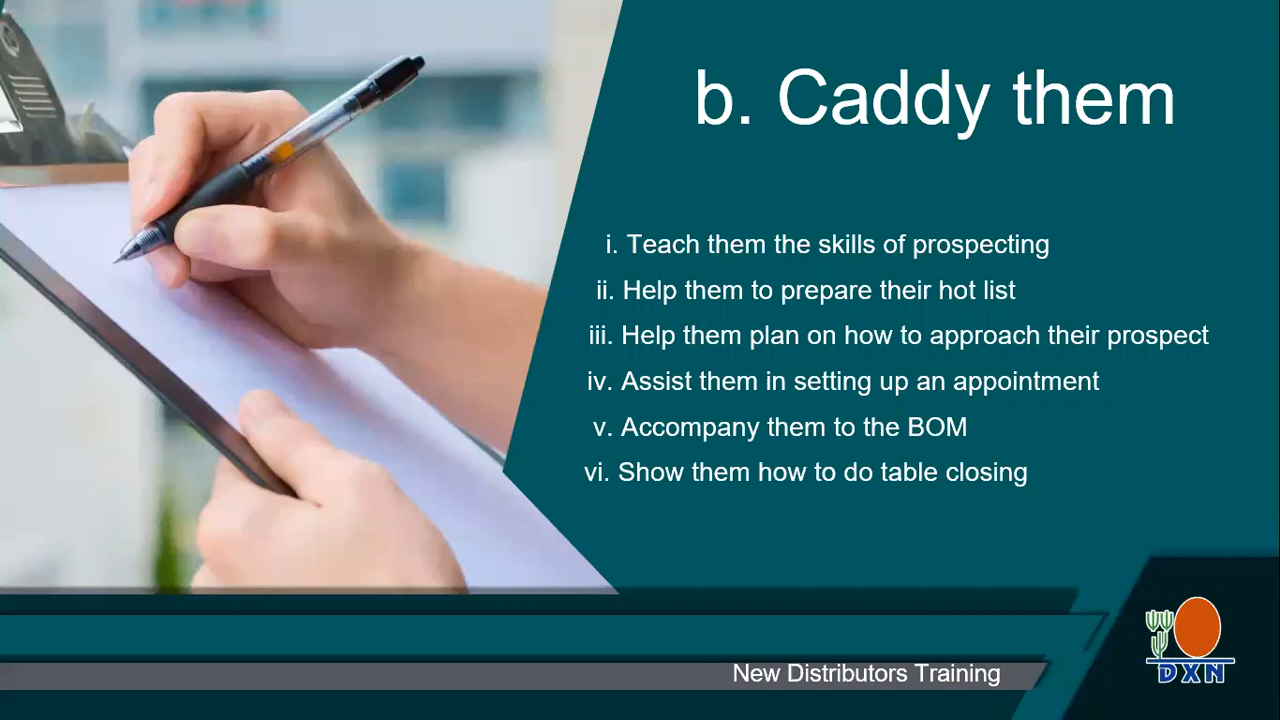 b. Caddy them
i. Teach them the skills of prospecting
ii. Help them to prepare their hot list
iii. Help them plan on how to approach their prospect
iv. Assist them in setting up an appointment
v. Accompany them to the BOM
vi. Show them how to do table closing
New Distributors Training
DXN